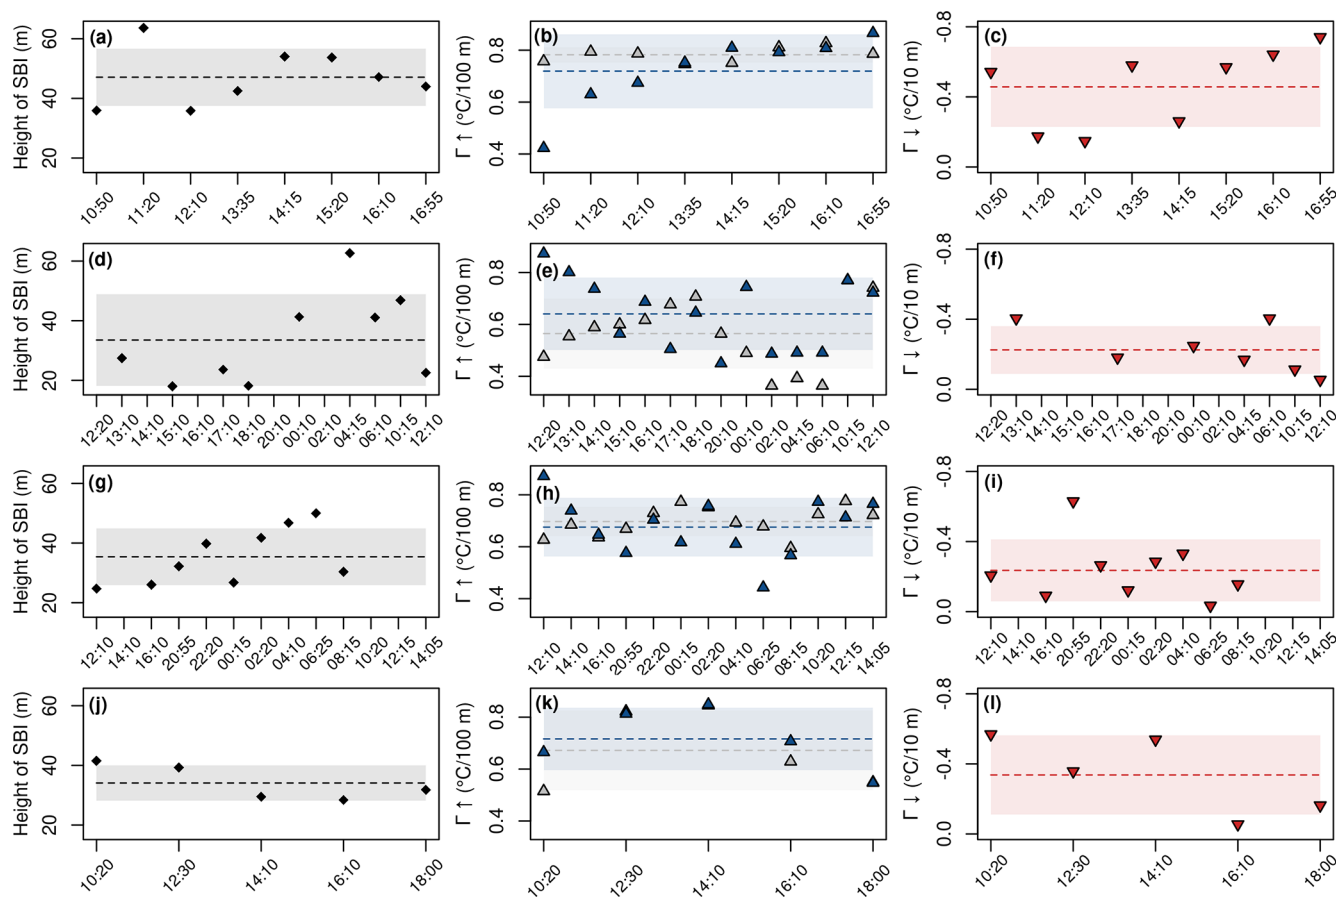 Height of SBI (m)
60
40
20
(a)
10:50 11:20 12:10 13:35 14:15 15:20 16:10 16:55
Γ ↑ (°C/100 m)
0.8
0.6
0.4
(b)
10:50 11:20 12:10 13:35 14:15 15:20 16:10 16:55
Γ ↓ (°C/10 m)
-0.8
-0.4
0.0
(c)
10:50 11:20 12:10 13:35 14:15 15:20 16:10 16:55
Height of SBI (m)
60
40
20
(d)
12:20 13:10 14:10 15:10 16:10 17:10 18:10 20:10 00:10 02:10 04:15 06:10 10:15 12:10
Γ ↑ (°C/100 m)
0.8
0.6
0.4
(e)
12:20 13:10 14:10 15:10 16:10 17:10 18:10 20:10 00:10 02:10 04:15 06:10 10:15 12:10
Γ ↓ (°C/10 m)
-0.8
-0.4
0.0
(f)
12:20 13:10 14:10 15:10 16:10 17:10 18:10 20:10 00:10 02:10 04:15 06:10 10:15 12:10
Height of SBI (m)
60
40
20
(g)
12:10 14:10 16:10 20:55 22:20 00:15 02:20 04:10 06:25 08:15 10:20 12:15 14:05
Γ ↑ (°C/100 m)
0.8
0.6
0.4
(h)
12:10 14:10 16:10 20:55 22:20 00:15 02:20 04:10 06:25 08:15 10:20 12:15 14:05
Γ ↓ (°C/10 m)
-0.8
-0.4
0.0
(i)
12:10 14:10 16:10 20:55 22:20 00:15 02:20 04:10 06:25 08:15 10:20 12:15 14:05
Height of SBI (m)
60
40
20
(j)
10:20 12:30 14:10 16:10 18:00
Γ ↑ (°C/100 m)
0.8
0.6
0.4
(k)
10:20 12:30 14:10 16:10 18:00
Γ ↓ (°C/10 m)
-0.8
-0.4
0.0
(l)
10:20 12:30 14:10 16:10 18:00